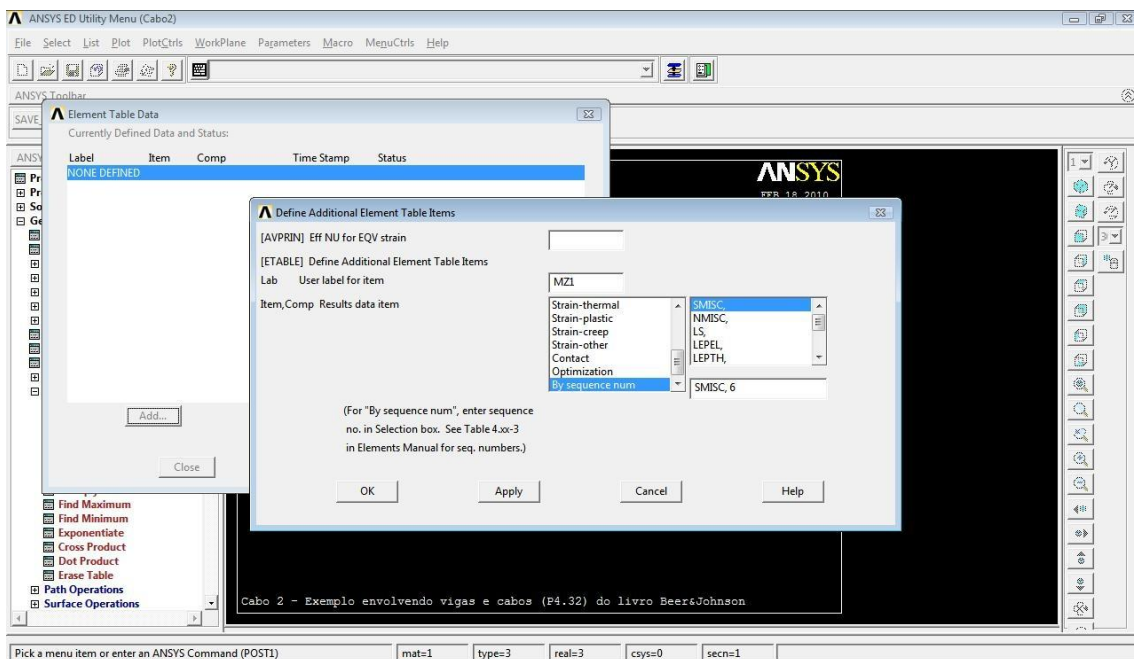 ANSYS ED Utility Menu (Cabo2)
File Select List Plot PlotCtrls WorkPlane Parameters Macro MenuCtrls Help
ANSYS Toolbar
SAVE_
Element Table Data
Currently Defined Data and Status:
Label Item Comp Time Stamp Status
NONE DEFINED
Add...
Close
ANSYS
FEB 18 2010
Define Additional Element Table Items
[AVPRIN] Eff NU for EQV strain
[ETABLE] Define Additional Element Table Items
Lab User label for item
MZ1
Item,Comp Results data item
Strain-thermal
Strain-plastic
Strain-creep
Strain-other
Contact
Optimization
By sequence num
SMISC,
NMISC,
LS,
LEPEL,
LEPTH,
SMISC, 6
(For "By sequence num", enter sequence
no. in Selection box. See Table 4.xx-3
in Elements Manual for seq. numbers.)
OK Apply Cancel Help
ANSY
Pr
Pr
So
Ge
Find Maximum
Find Minimum
Exponentiate
Cross Product
Dot Product
Erase Table
Path Operations
Surface Operations
1
3
Cabo 2 - Exemplo envolvendo vigas e cabos (P4.32) do livro Beer&Johnson
Pick a menu item or enter an ANSYS Command (POST1) mat=1 type=3 real=3 csys=0 secn=1